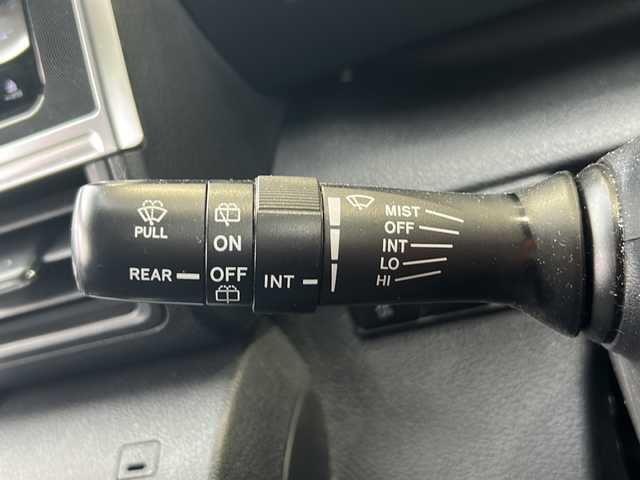 PULL
REAR
ON
OFF
INT
MIST
OFF
INT
LO
HI